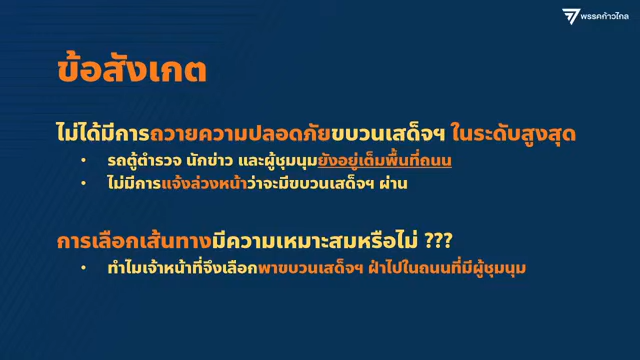 พรรคก้าวไกล
ข้อสังเกต
ไม่ได้มีการถวายความปลอดภัยขบวนเสด็จฯ ในระดับสูงสุด
• รถตู้ตำรวจ นักข่าว และผู้ชุมนุมยังอยู่เต็มพื้นที่ถนน
• ไม่มีการแจ้งล่วงหน้าว่าจะมีขบวนเสด็จฯ ผ่าน
การเลือกเส้นทางมีความเหมาะสมหรือไม่ ???
• ทำไมเจ้าหน้าที่จึงเลือกพาขบวนเสด็จฯ ฝ่าไปในถนนที่มีผู้ชุมนุม